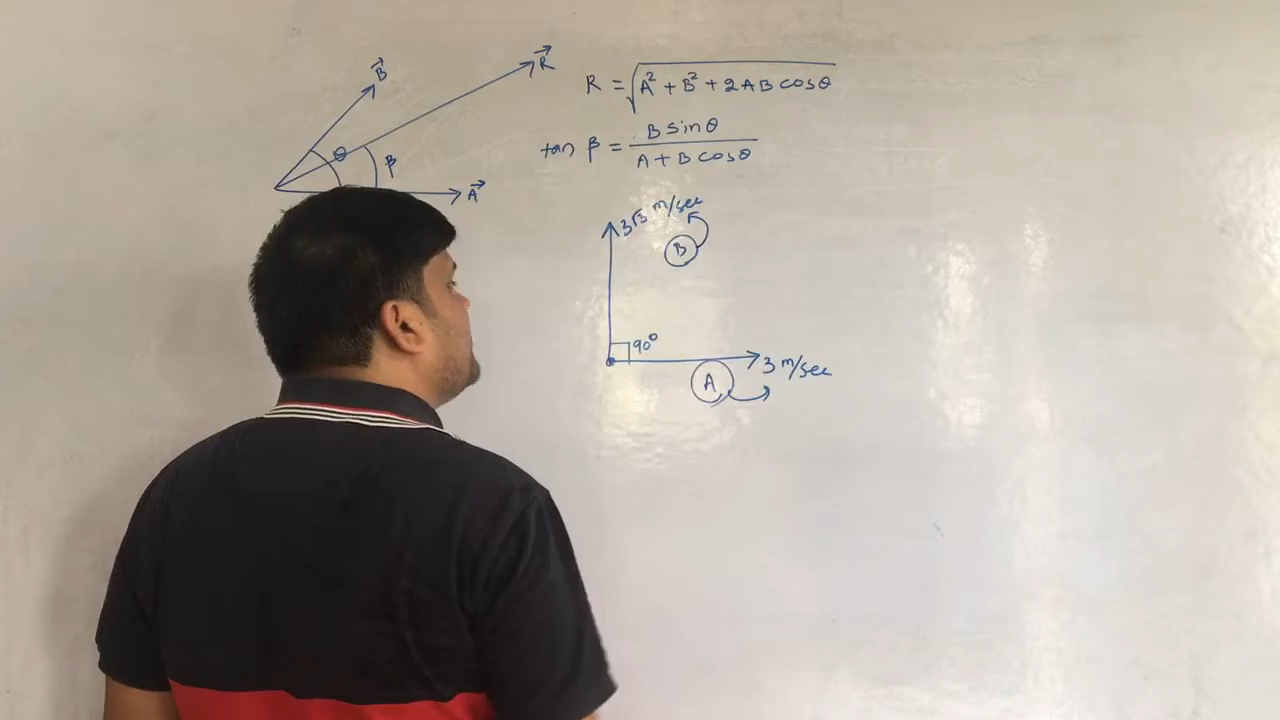 B⃗
R⃗
θ
β
A⃗
R = √(A² + B² + 2AB cosθ)
tan β = B sinθ / A + B cosθ
3√3 m/sec
B
90°
3 m/sec
A